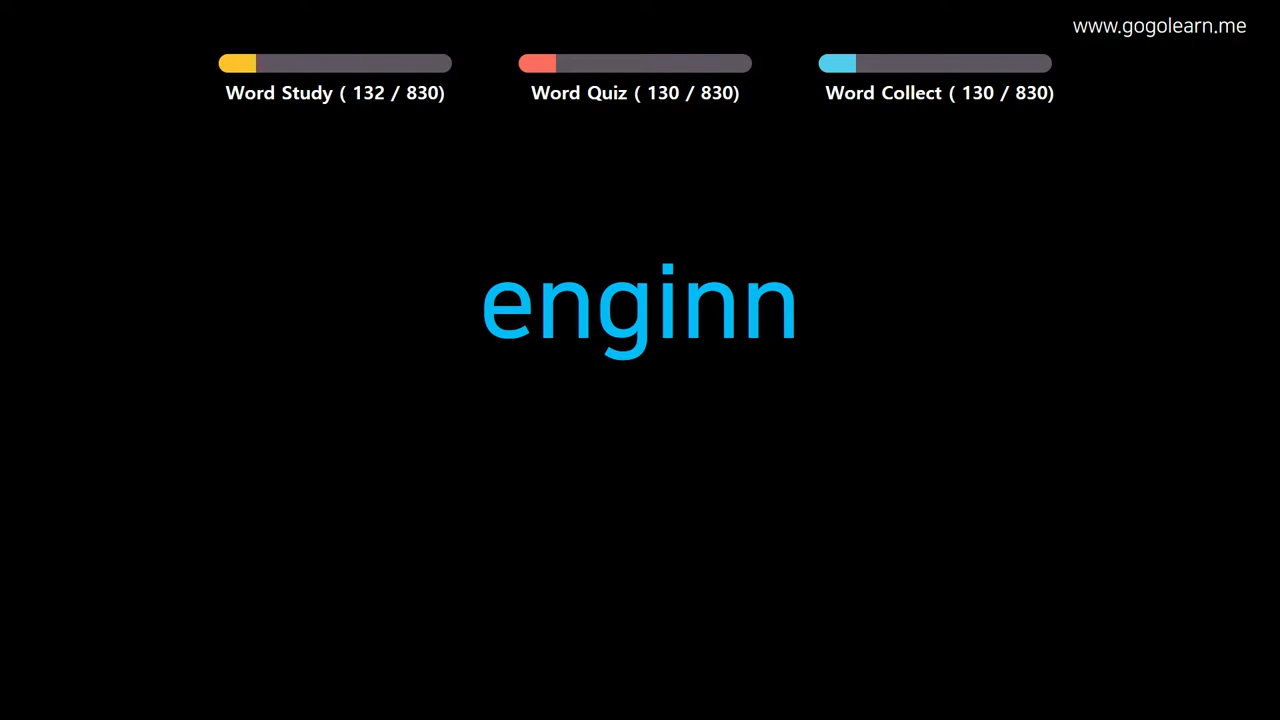 www.gogolearn.me
Word Study ( 132 / 830)
Word Quiz ( 130 / 830)
Word Collect ( 130 / 830)
enginn